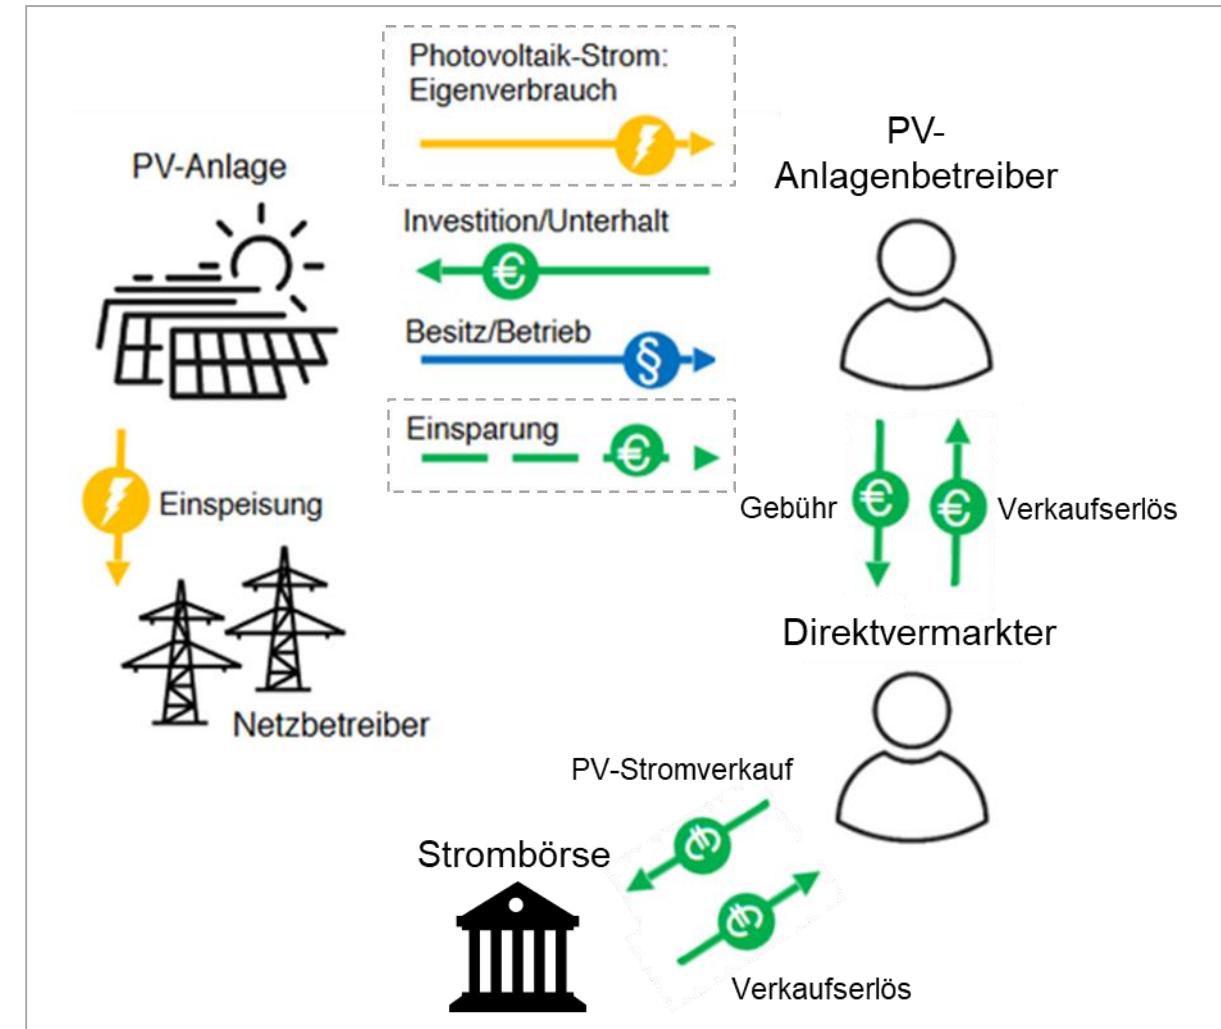 Photovoltaik-Strom:
Eigenverbrauch
PV-Anlage
PV-
Anlagenbetreiber
Investition/Unterhalt
€
Besitz/Betrieb
§
Einsparung
€
Einspeisung
Gebühr
€
€
Verkaufserlös
Direktvermarkter
Netzbetreiber
PV-Stromverkauf
€
Strombörse
€
Verkaufserlös